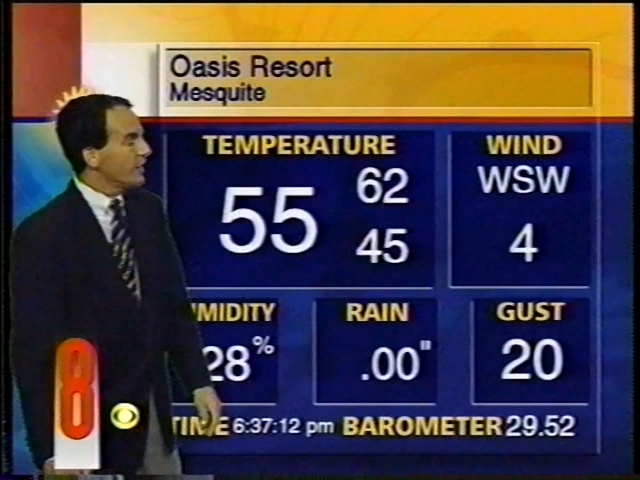 Oasis Resort
Mesquite
TEMPERATURE
55
62
45
WIND
WSW
4
MIDITY
28%
RAIN
.00"
GUST
20
TIME 6:37:12 pm BAROMETER 29.52
8